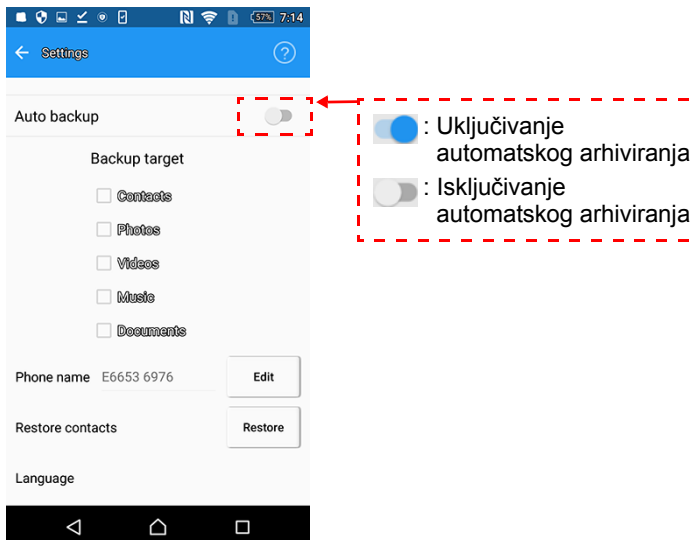 57% 7:14
Settings
Auto backup
Backup target
Contacts
Photos
Videos
Music
Documents
Phone name E6653 6976 Edit
Restore contacts Restore
Language
: Uključivanje
automatskog arhiviranja
: Isključivanje
automatskog arhiviranja